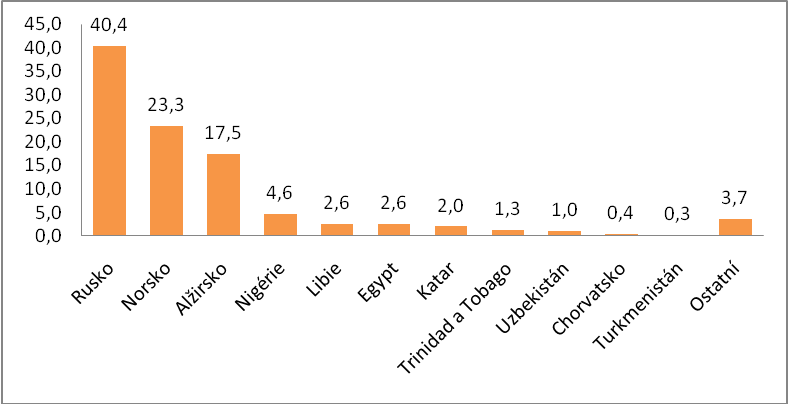 45,0
40,0
35,0
30,0
25,0
20,0
15,0
10,0
5,0
0,0
40,4
23,3
17,5
4,6
2,6
2,6
2,0
1,3
1,0
0,4
0,3
3,7
Rusko
Norsko
Alžirsko
Nigérie
Libie
Egypt
Katar
Trinidad a Tobago
Uzbekistán
Chorvatsko
Turkmenistán
Ostatní